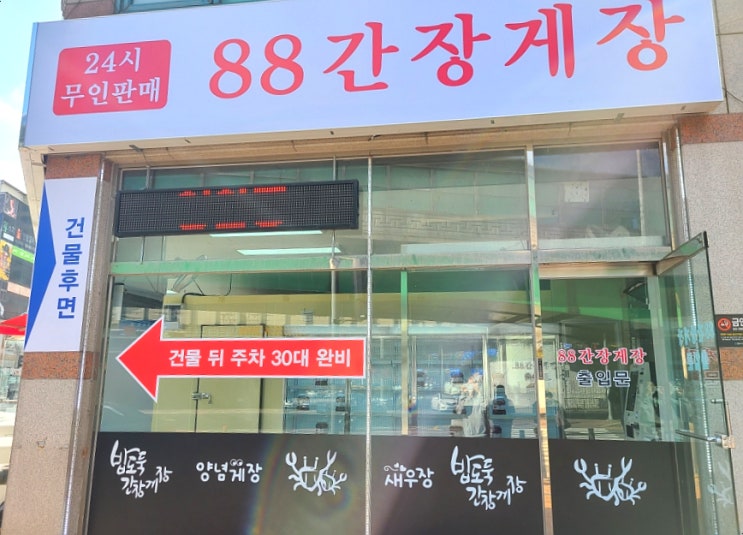 24시
무인판매
88간장게장
건물후면
건물 뒤 주차 30대 완비
88간장게장
출입문
밥도둑
간장게장
양념게장
새우장
밥도둑
간장게장